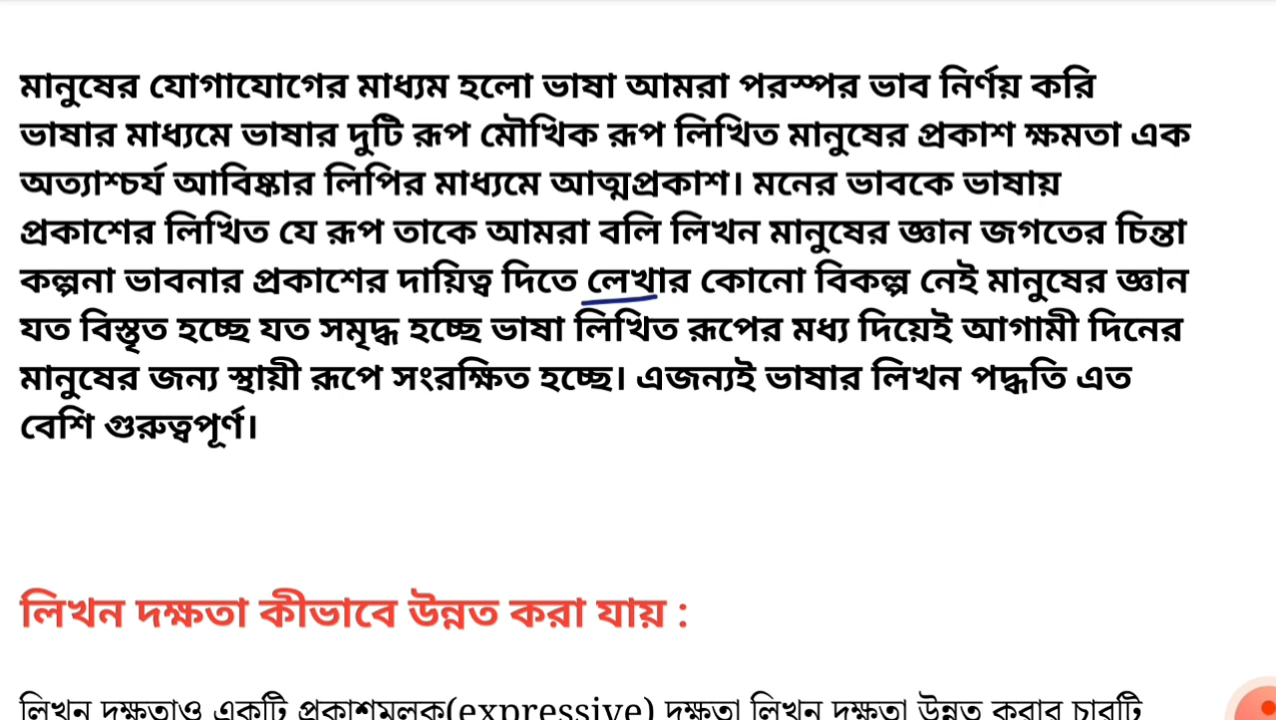 মানুষের যোগাযোগের মাধ্যম হলো ভাষা আমরা পরস্পর ভাব নির্ণয় করি
ভাষার মাধ্যমে ভাষার দুটি রূপ মৌখিক রূপ লিখিত মানুষের প্রকাশ ক্ষমতা এক
অত্যাশ্চর্য আবিষ্কার লিপির মাধ্যমে আত্মপ্রকাশ। মনের ভাবকে ভাষায়
প্রকাশের লিখিত যে রূপ তাকে আমরা বলি লিখন মানুষের জ্ঞান জগতের চিন্তা
কল্পনা ভাবনার প্রকাশের দায়িত্ব দিতে লেখার কোনো বিকল্প নেই মানুষের জ্ঞান
যত বিস্তৃত হচ্ছে যত সমৃদ্ধ হচ্ছে ভাষা লিখিত রূপের মধ্য দিয়েই আগামী দিনের
মানুষের জন্য স্থায়ী রূপে সংরক্ষিত হচ্ছে। এজন্যই ভাষার লিখন পদ্ধতি এত
বেশি গুরুত্বপূর্ণ।
লিখন দক্ষতা কীভাবে উন্নত করা যায় :
লিখন দক্ষতাও একটি প্রকাশমূলক(expressive) দক্ষতা লিখন দক্ষতা উন্নত করার চারটি